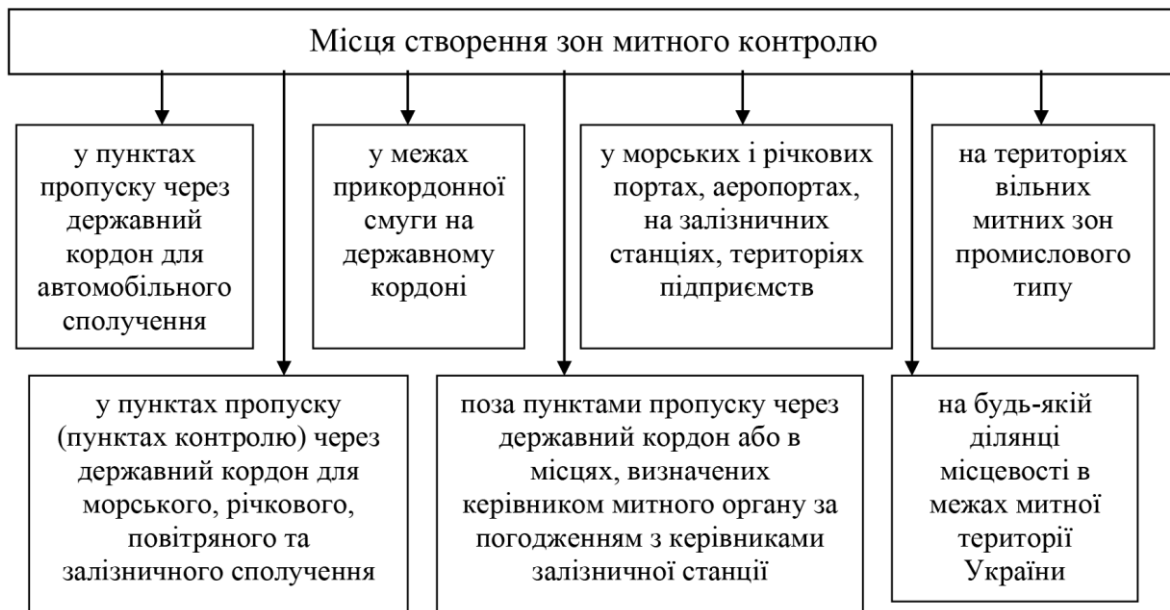 Місця створення зон митного контролю
у пунктах
пропуску через
державний
кордон для
автомобільного
сполучення
у межах
прикордонної
смуги на
державному
кордоні
у морських і річкових
портах, аеропортах,
на залізничних
станціях, територіях
підприємств
на територіях
вільних
митних зон
промислового
типу
у пунктах пропуску
(пунктах контролю) через
державний кордон для
морського, річкового,
повітряного та
залізничного сполучення
поза пунктами пропуску через
державний кордон або в
місцях, визначених
керівником митного органу за
погодженням з керівниками
залізничної станції
на будь-якій
ділянці
місцевості в
межах митної
території
України